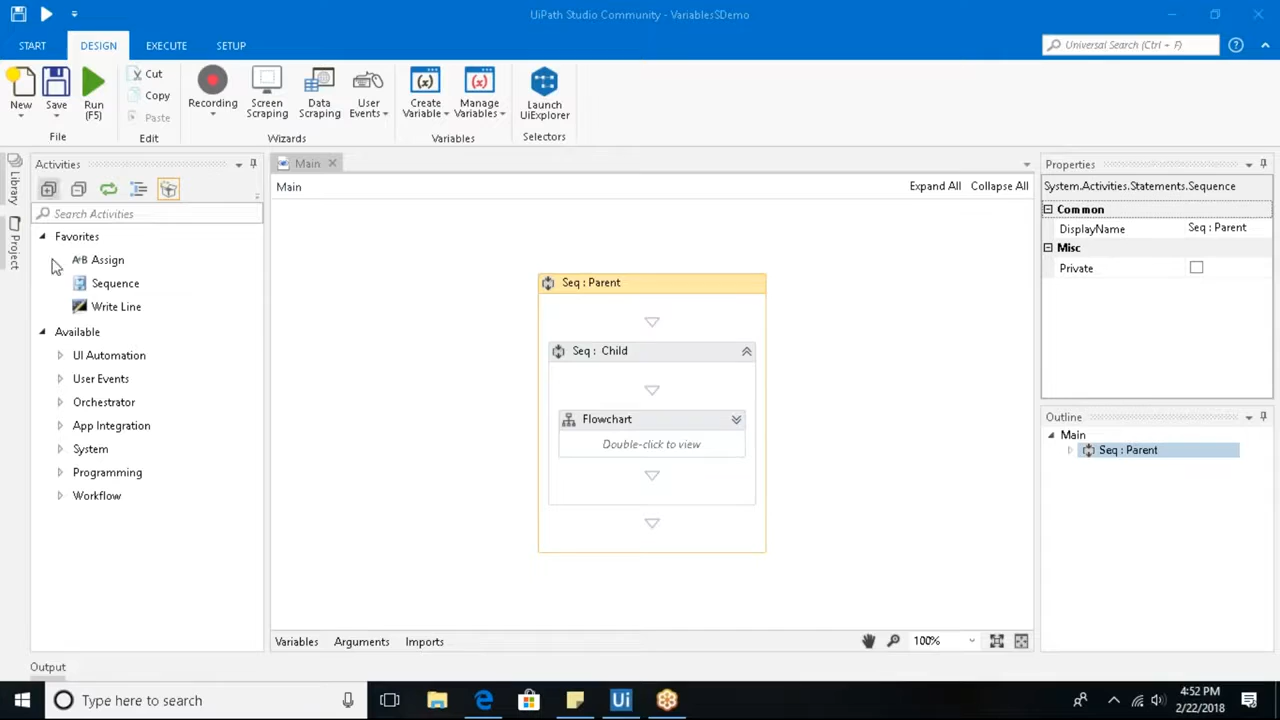 UiPath Studio Community - VariablesSDemo
START DESIGN EXECUTE SETUP
Universal Search (Ctrl + F)
New Save Run (F5) Cut Copy Paste
Recording Screen Scraping Data Scraping User Events
Create Variable Manage Variables Launch UiExplorer
File Edit Wizards Variables Selectors
Library
Project
Activities
Search Activities
Favorites
A+B Assign
Sequence
Write Line
Available
UI Automation
User Events
Orchestrator
App Integration
System
Programming
Workflow
Main
Main Expand All Collapse All
Seq : Parent
Seq : Child
Flowchart
Double-click to view
Variables Arguments Imports 100%
Properties
System.Activities.Statements.Sequence
Common
DisplayName Seq : Parent
Misc
Private
Outline
Main
Seq : Parent
Output
Type here to search
Ui
4:52 PM
2/22/2018